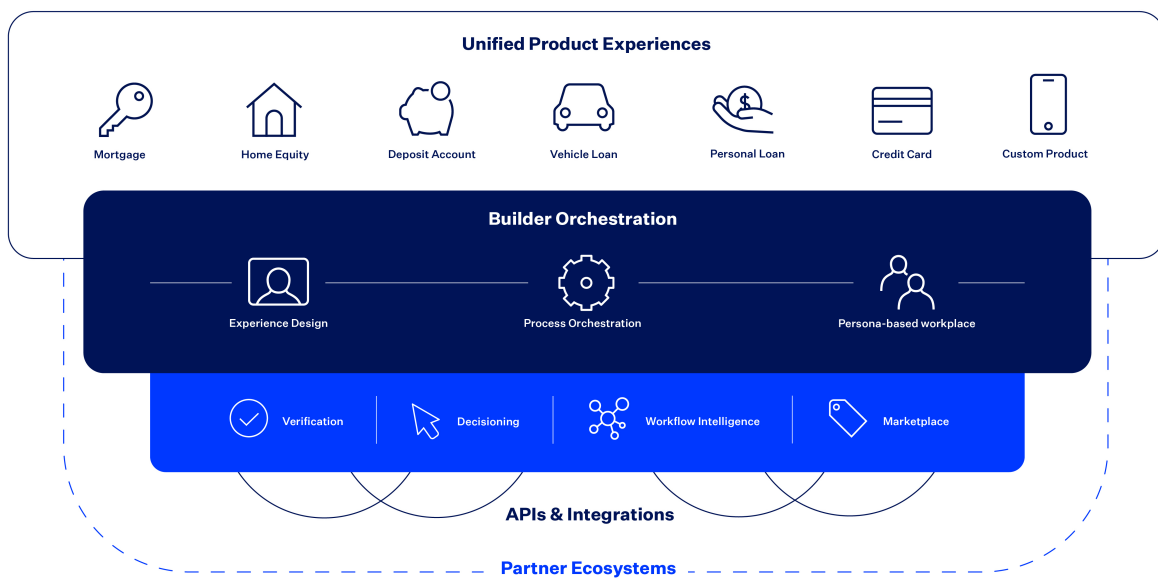 Unified Product Experiences
Mortgage
Home Equity
Deposit Account
Vehicle Loan
$
Personal Loan
Credit Card
Custom Product
Builder Orchestration
Experience Design
Process Orchestration
Persona-based workplace
Verification
Decisioning
Workflow Intelligence
Marketplace
APIs & Integrations
Partner Ecosystems